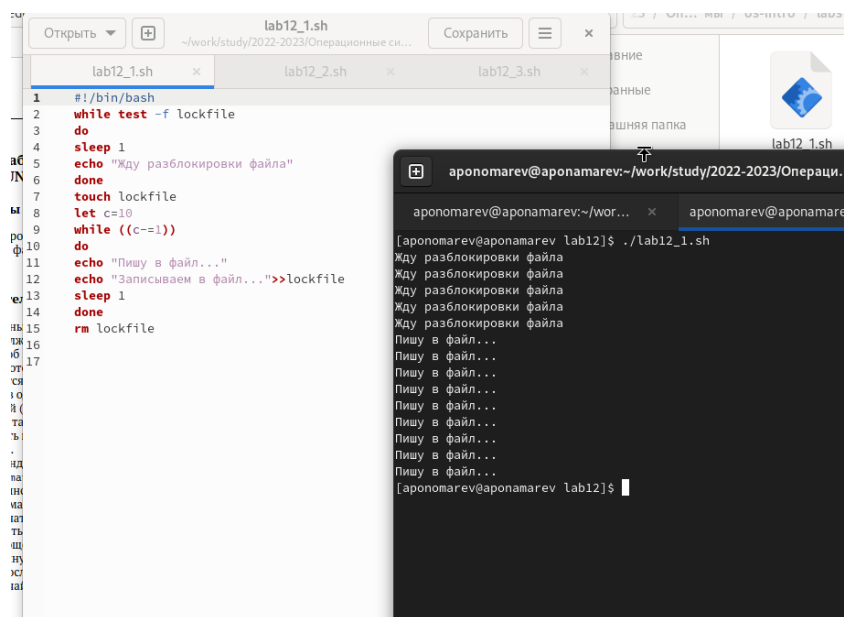 Открыть
lab12_1.sh
~/work/study/2022-2023/Операционные си...
Сохранить
lab12_1.sh
lab12_2.sh
lab12_3.sh
1 #!/bin/bash
2 while test -f lockfile
3 do
4 sleep 1
5 echo "Жду разблокировки файла"
6 done
7 touch lockfile
8 let c=10
9 while ((c-=1))
10 do
11 echo "Пишу в файл..."
12 echo "Записываем в файл...">>lockfile
13 sleep 1
14 done
15 rm lockfile
16
17
lab12_1.sh
aponomarev@aponamarev:~/work/study/2022-2023/Операци...
aponomarev@aponamarev:~/wor...
aponomarev@aponamare
[aponomarev@aponamarev lab12]$ ./lab12_1.sh
Жду разблокировки файла
Жду разблокировки файла
Жду разблокировки файла
Жду разблокировки файла
Жду разблокировки файла
Пишу в файл...
Пишу в файл...
Пишу в файл...
Пишу в файл...
Пишу в файл...
Пишу в файл...
Пишу в файл...
Пишу в файл...
Пишу в файл...
[aponomarev@aponamarev lab12]$